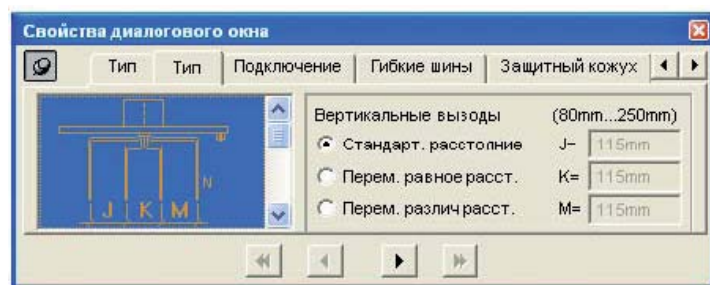 Свойства диалогового окна
Тип Тип Подключение Гибкие шины Защитный кожух
Вертикальные вызоды (80mm...250mm)
Стандарт. расстолние J- 115mm
Перем. равное расст. K= 115mm
Перем. различ расст. M= 115mm
N
J K M